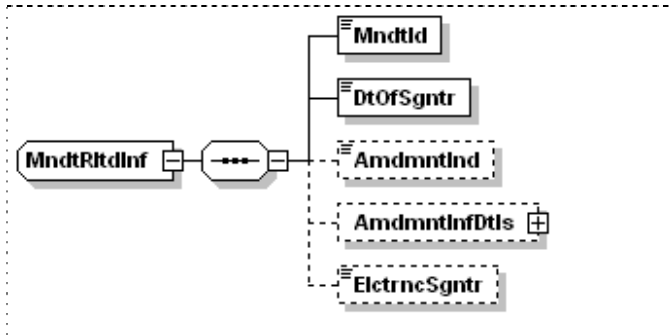 MndtId
DtOfSgntr
MndtRltdInf
AmdmntInd
AmdmntInfDtls
ElctrncSgntr